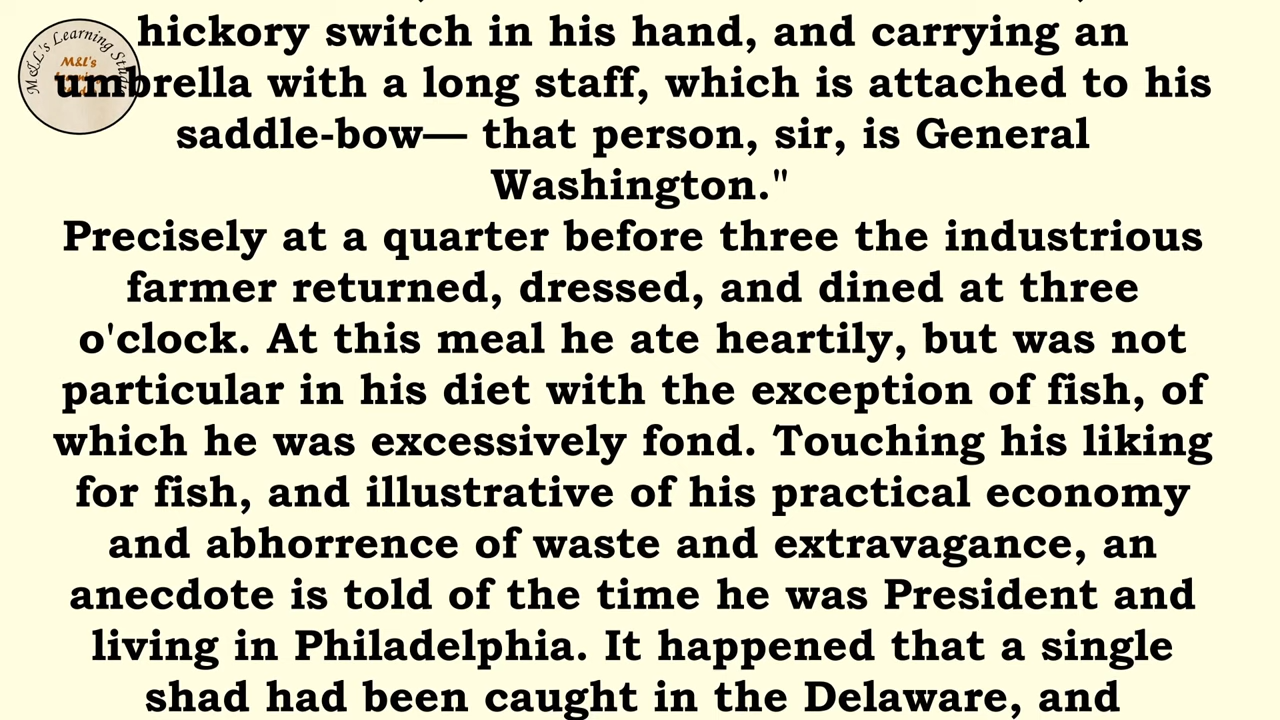 hickory switch in his hand, and carrying an
umbrella with a long staff, which is attached to his
saddle-bow— that person, sir, is General
Washington."
Precisely at a quarter before three the industrious
farmer returned, dressed, and dined at three
o'clock. At this meal he ate heartily, but was not
particular in his diet with the exception of fish, of
which he was excessively fond. Touching his liking
for fish, and illustrative of his practical economy
and abhorrence of waste and extravagance, an
anecdote is told of the time he was President and
living in Philadelphia. It happened that a single
shad had been caught in the Delaware, and
M&L's Learning
M&L's